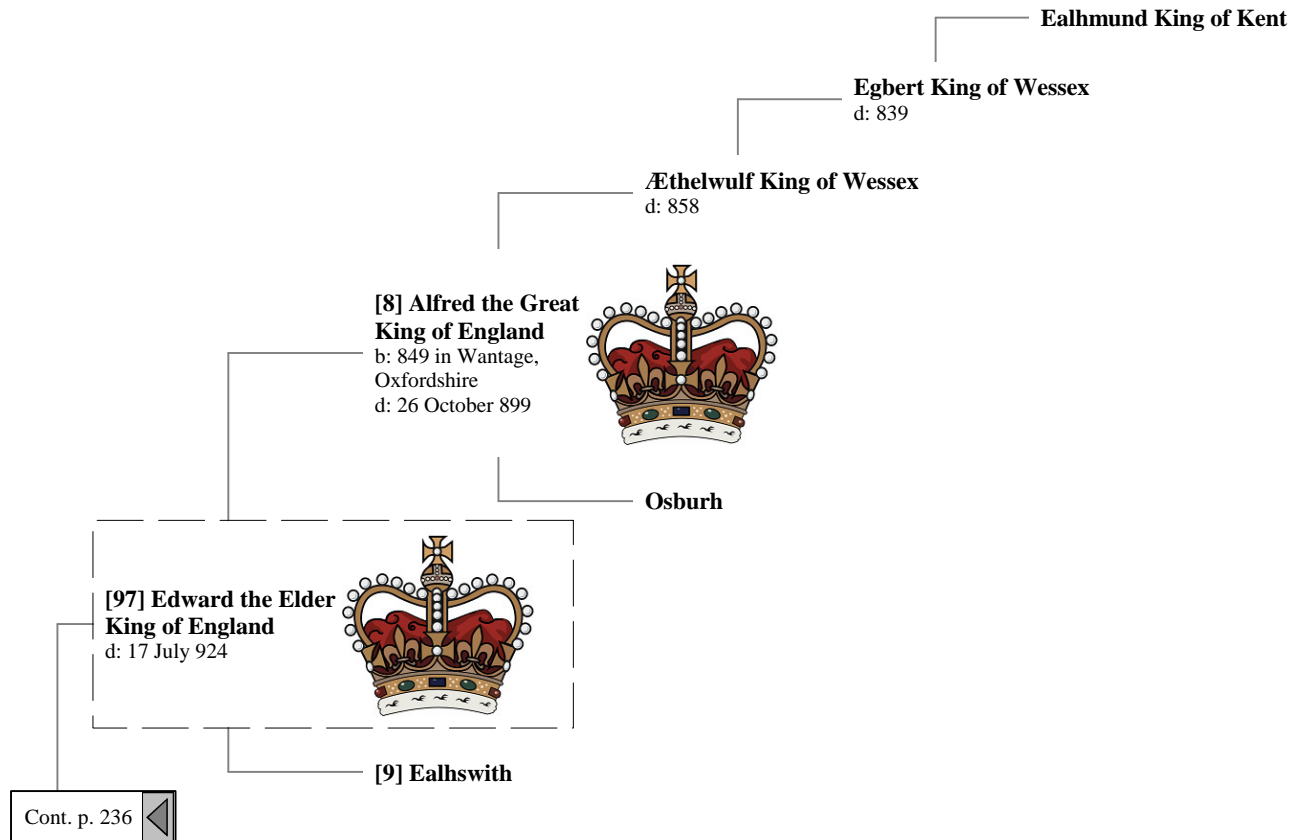 Ealhmund King of Kent
Egbert King of Wessex
d: 839
Æthelwulf King of Wessex
d: 858
[8] Alfred the Great
King of England
b: 849 in Wantage,
Oxfordshire
d: 26 October 899
Osburh
[97] Edward the Elder
King of England
d: 17 July 924
[9] Ealhswith
Cont. p. 236